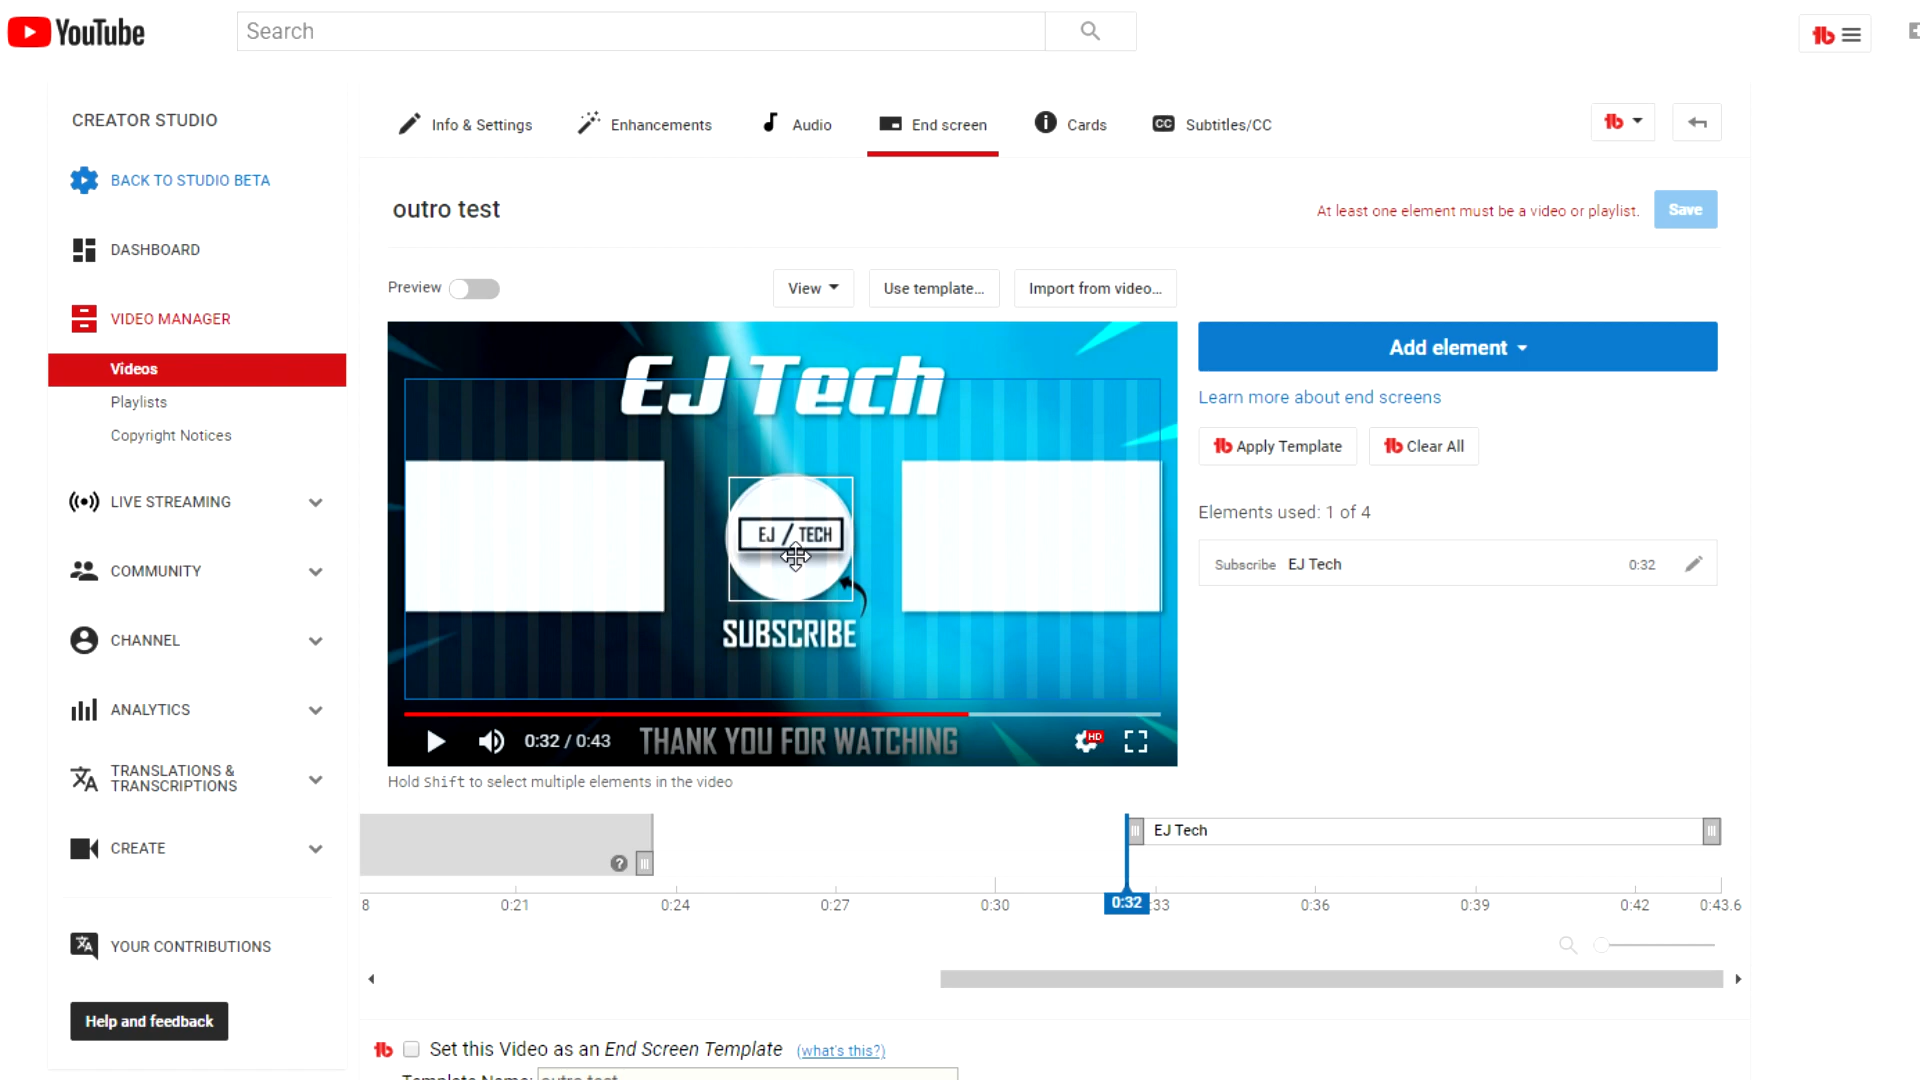 YouTube
Search
CREATOR STUDIO
BACK TO STUDIO BETA
DASHBOARD
VIDEO MANAGER
Videos
Playlists
Copyright Notices
LIVE STREAMING
COMMUNITY
CHANNEL
ANALYTICS
TRANSLATIONS &
TRANSCRIPTIONS
CREATE
YOUR CONTRIBUTIONS
Help and feedback
Info & Settings
Enhancements
Audio
End screen
Cards
CC Subtitles/CC
outro test
At least one element must be a video or playlist.
Save
Preview
View
Use template...
Import from video...
EJ Tech
EJ / TECH
SUBSCRIBE
0:32 / 0:43
THANK YOU FOR WATCHING
HD
Hold Shift to select multiple elements in the video
Add element
Learn more about end screens
Apply Template
Clear All
Elements used: 1 of 4
Subscribe EJ Tech 0:32
EJ Tech
8 0:21 0:24 0:27 0:30 0:32 :33 0:36 0:39 0:42 0:43.6
Set this Video as an End Screen Template (what's this?)
Template Name: outro test